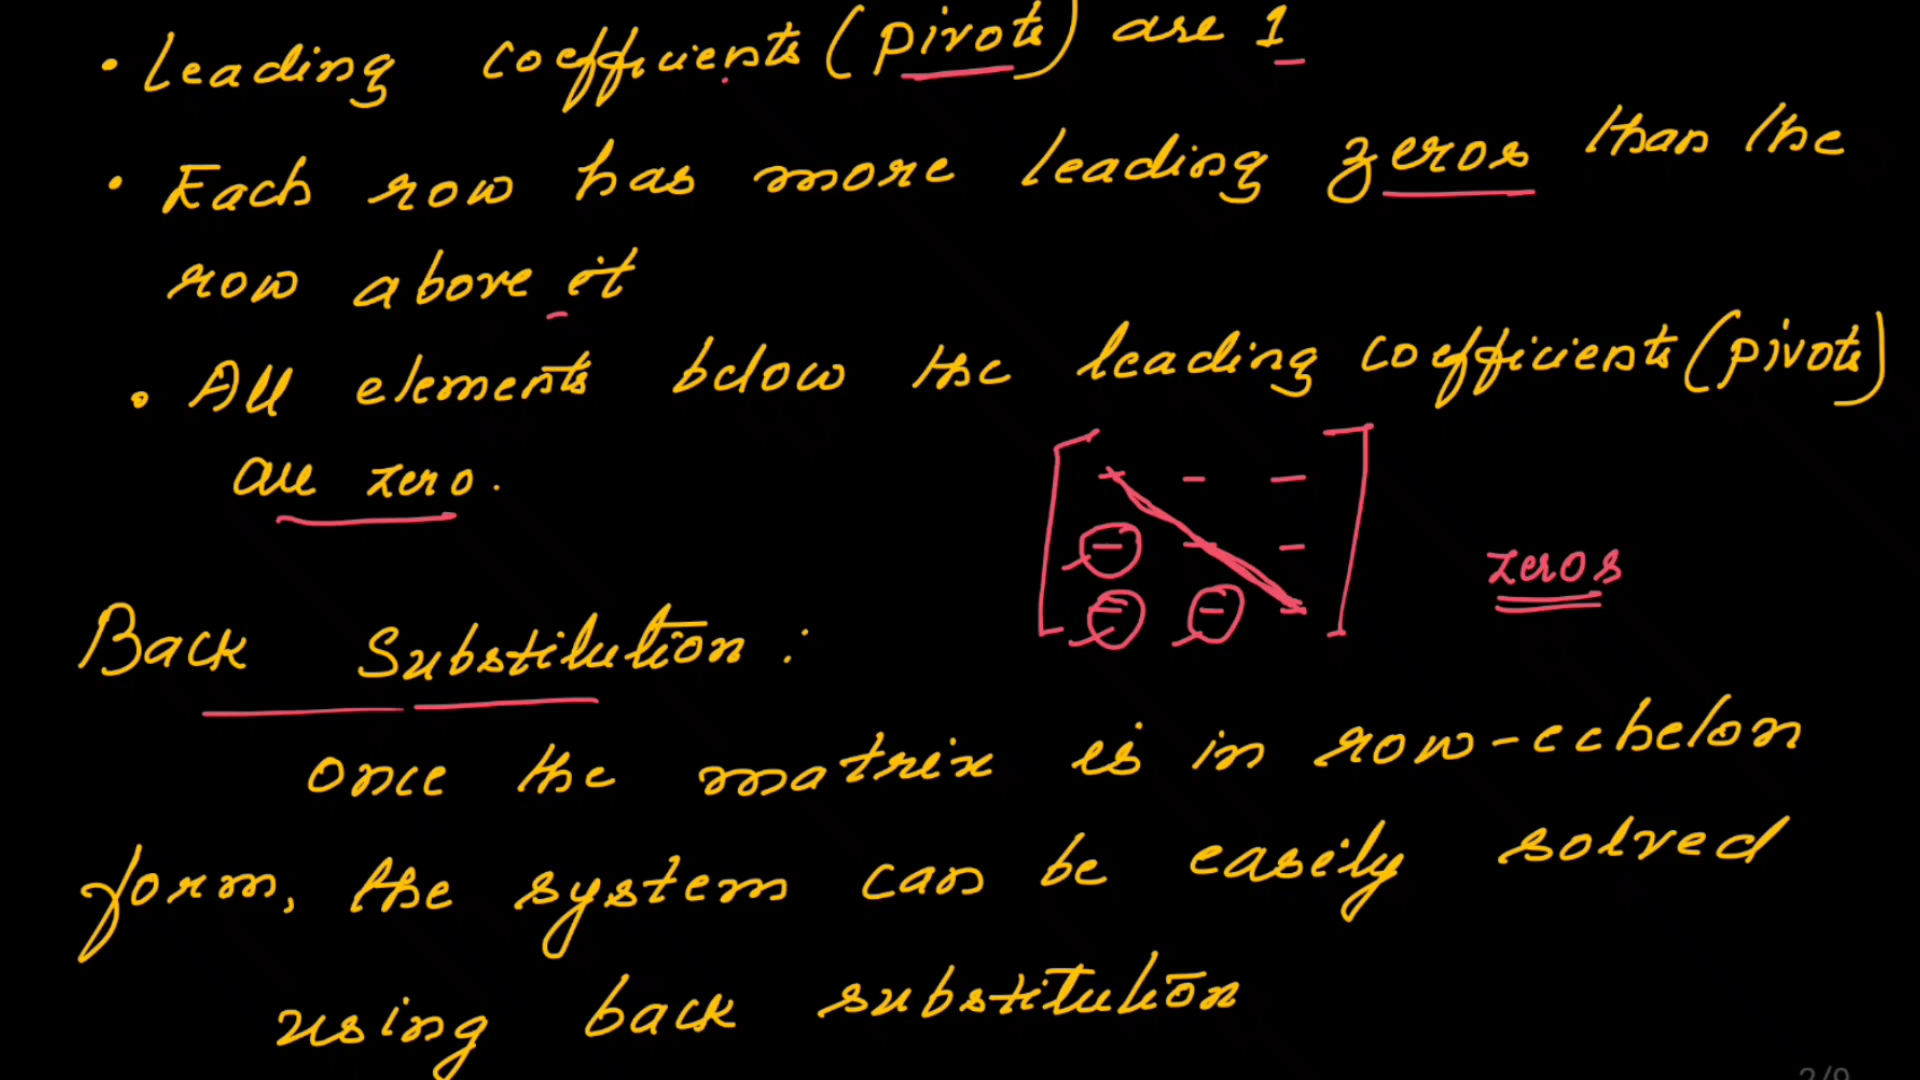 • Leading coefficients (pivots) are 1
• Each row has more leading zeros than the
row above it
• All elements below the leading coefficients (pivots)
are zero.
zeros
Back Substitution :
once the matrix is in row-echelon
form, the system can be easily solved
using back substitution
2/9